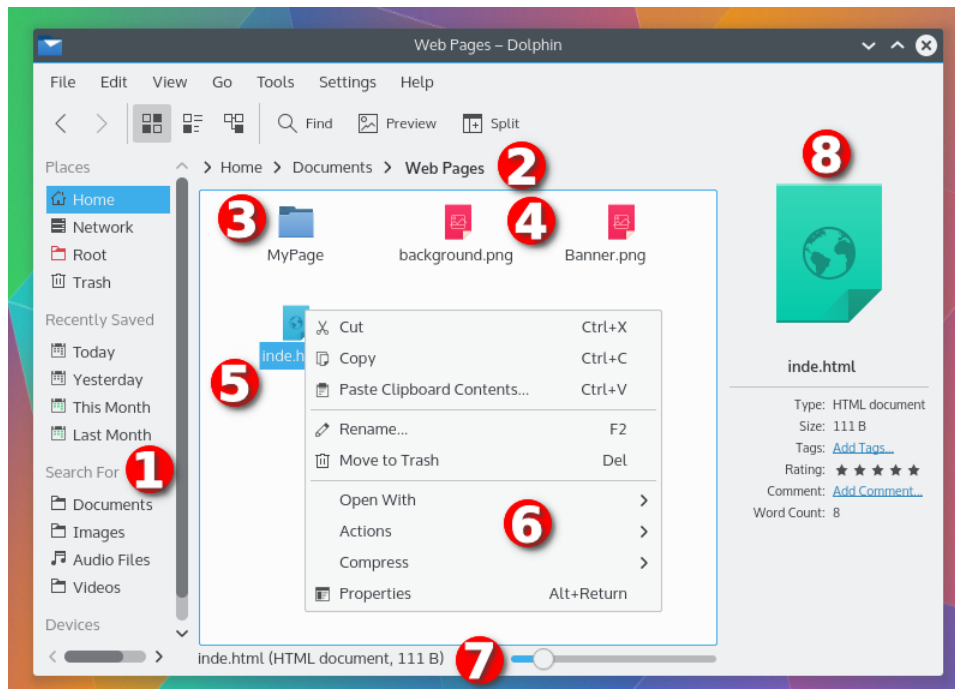 Web Pages – Dolphin
File Edit View Go Tools Settings Help
Find Preview Split
Places
Home
Network
Root
Trash
Recently Saved
Today
Yesterday
This Month
Last Month
Search For
1
Documents
Images
Audio Files
Videos
Devices
Home Documents Web Pages
2
3
4
MyPage background.png Banner.png
inde.h
5
Cut Ctrl+X
Copy Ctrl+C
Paste Clipboard Contents... Ctrl+V
Rename... F2
Move to Trash Del
Open With
6
Actions
Compress
Properties Alt+Return
inde.html (HTML document, 111 B)
7
8
inde.html
Type: HTML document
Size: 111 B
Tags: Add Tags...
Rating: ★ ★ ★ ★ ★
Comment: Add Comment...
Word Count: 8